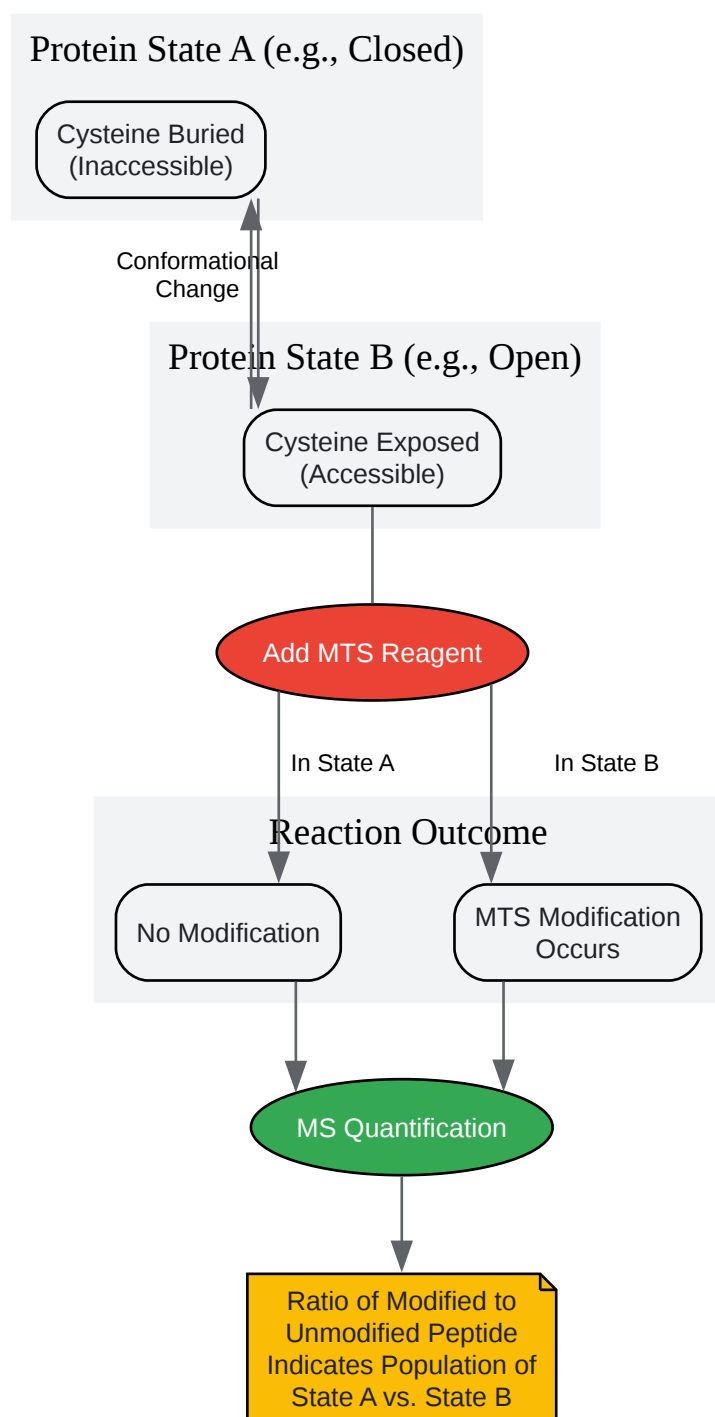 Protein State A (e.g., Closed)
Cysteine Buried
(Inaccessible)
Conformational
Change
Protein State B (e.g., Open)
Cysteine Exposed
(Accessible)
Add MTS Reagent
In State A
In State B
Reaction Outcome
No Modification
MTS Modification
Occurs
MS Quantification
Ratio of Modified to
Unmodified Peptide
Indicates Population of
State A vs. State B